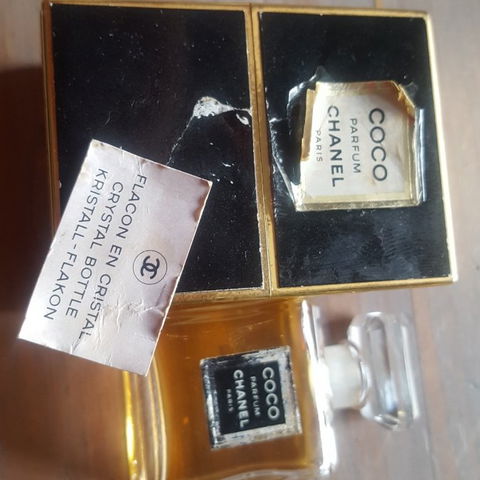 COCO
PARFUM
CHANEL
PARIS
FLACON EN CRISTAL
CRYSTAL BOTTLE
KRISTALL - FLAKON
COCO
PARFUM
CHANEL
PARIS